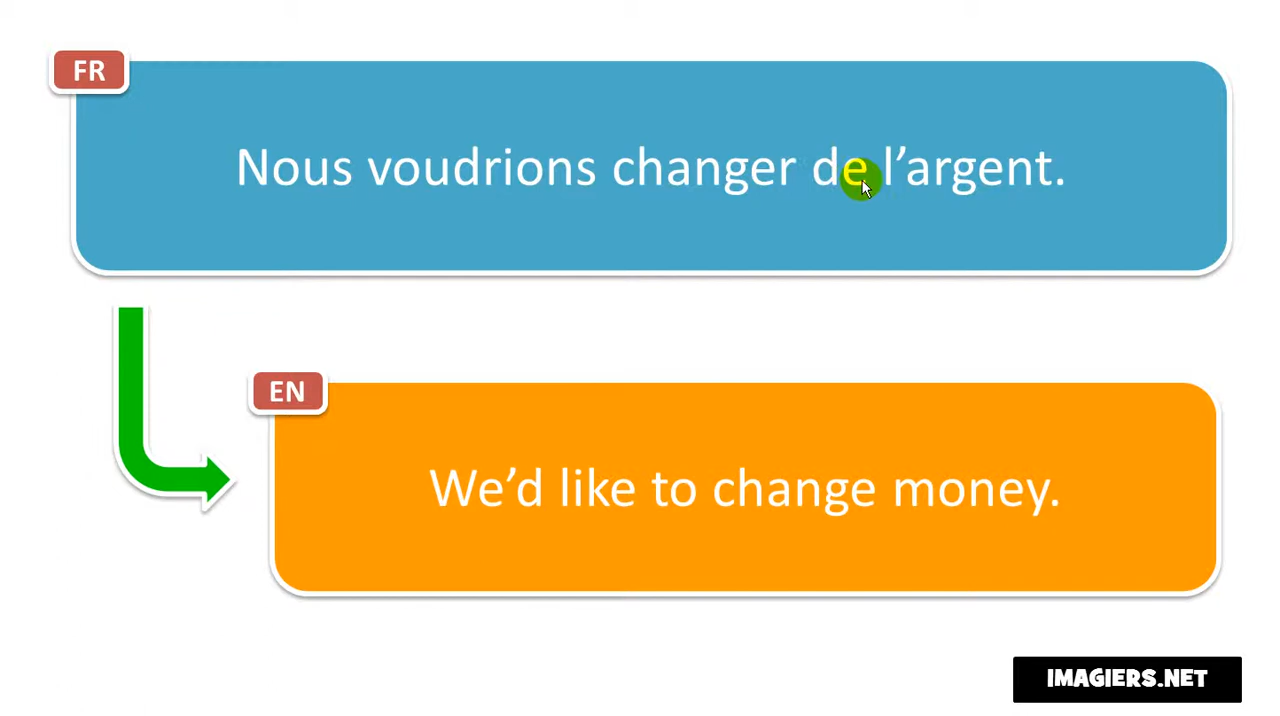 FR
Nous voudrions changer de l’argent.
EN
We’d like to change money.
IMAGIERS.NET